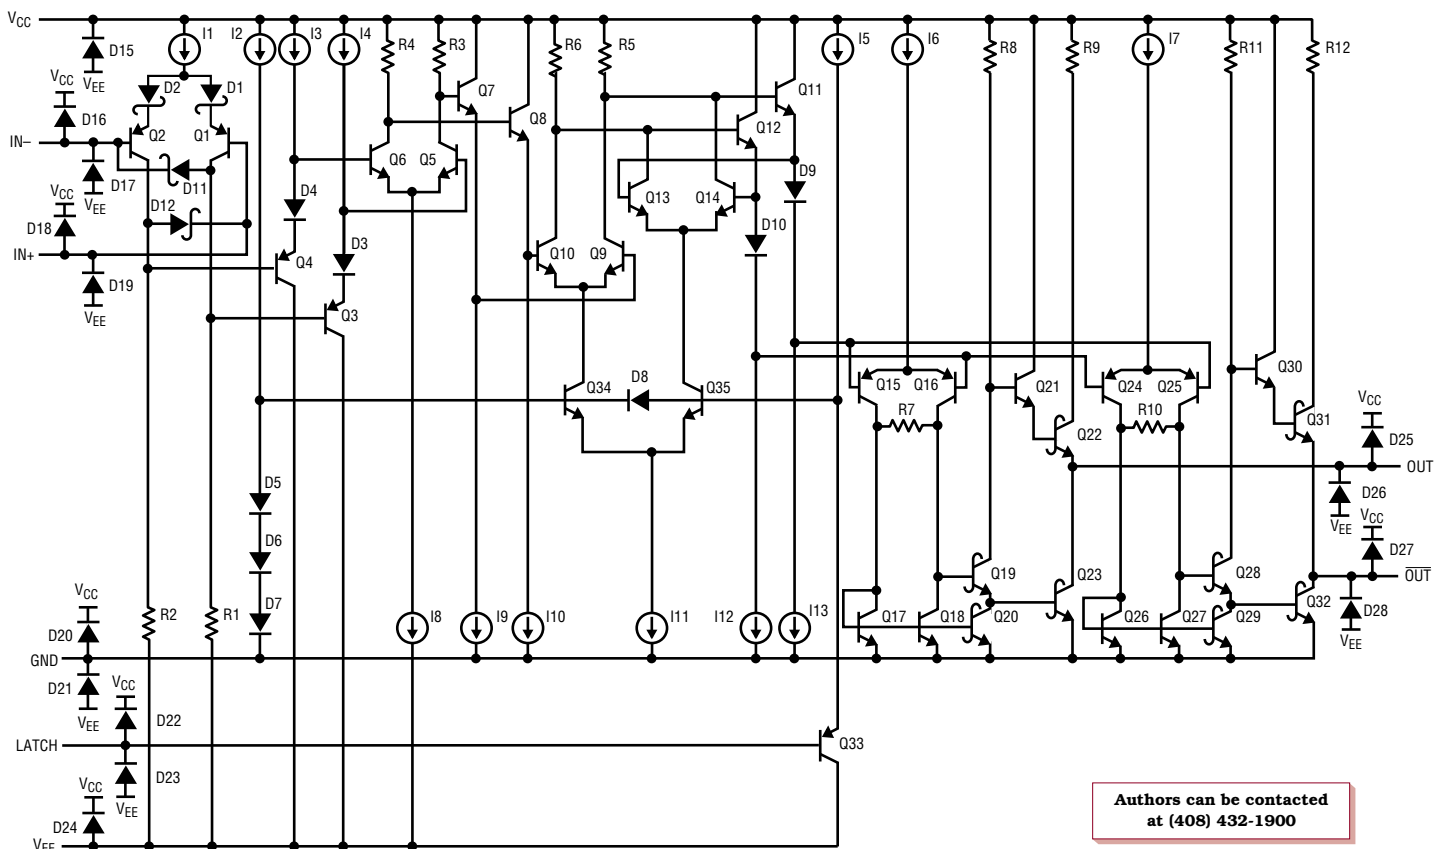 VCC
I1
I2
I3
I4
R4
R3
R6
R5
I5
I6
R8
R9
I7
R11
R12
D15
VEE
VCC
D16
D2
D1
Q7
Q8
Q12
Q11
IN–
Q2
Q1
D17
VEE
D11
Q6
Q5
D9
VCC
D18
D12
D4
Q13
Q14
D10
IN+
D19
VEE
Q4
D3
Q10
Q9
Q3
Q15
Q16
Q21
Q24
Q25
Q30
R7
R10
Q34
D8
Q35
Q22
Q31
VCC
D25
OUT
D26
VEE
VCC
D27
D5
D6
D7
Q19
Q23
Q28
Q32
OUT
D28
VEE
R2
R1
I8
I9
I10
I11
I12
I13
Q17
Q18
Q20
Q26
Q27
Q29
VCC
D20
GND
D21
VEE
VCC
D22
LATCH
Q33
D23
VEE
VCC
D24
VEE
Authors can be contacted
at (408) 432-1900